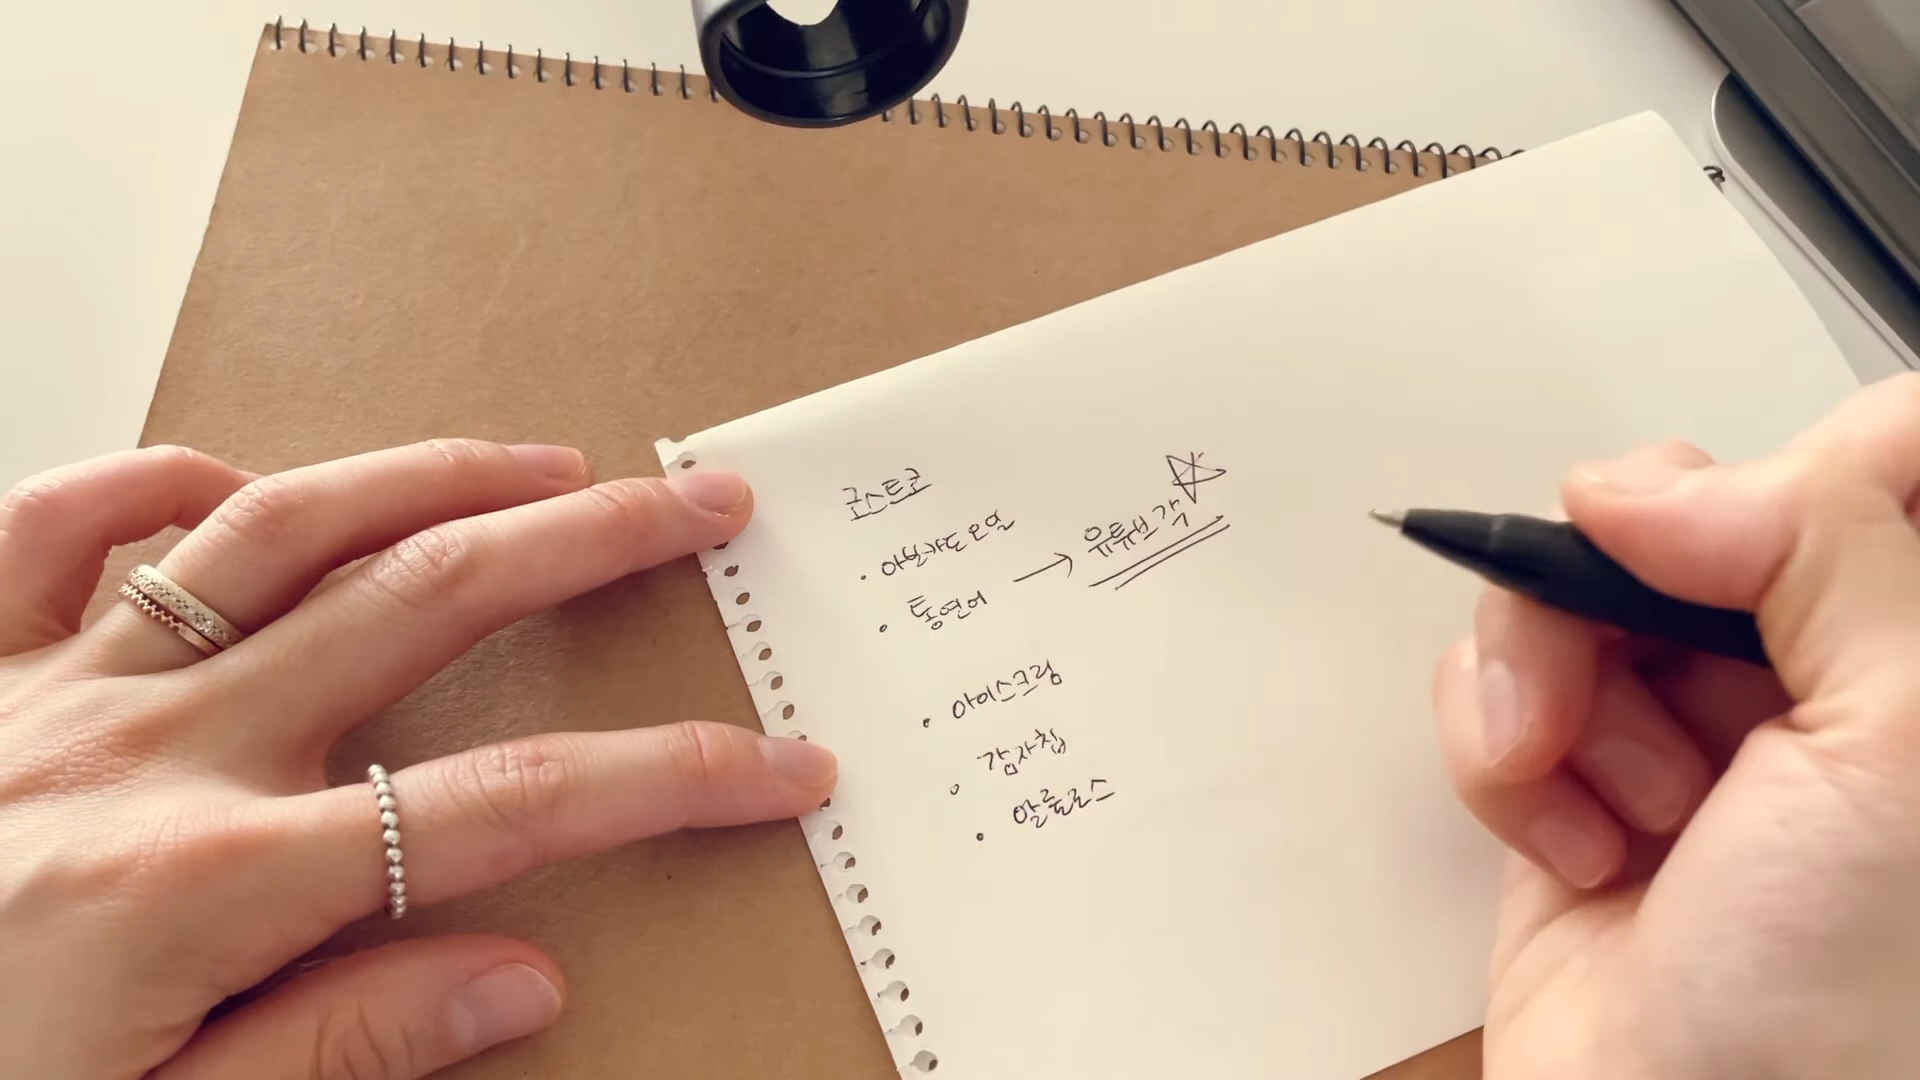 코스트코
· 아보카도 오일
· 통연어 → 유튜브각 ☆
· 아이스크림
· 감자칩
· 알룰로스